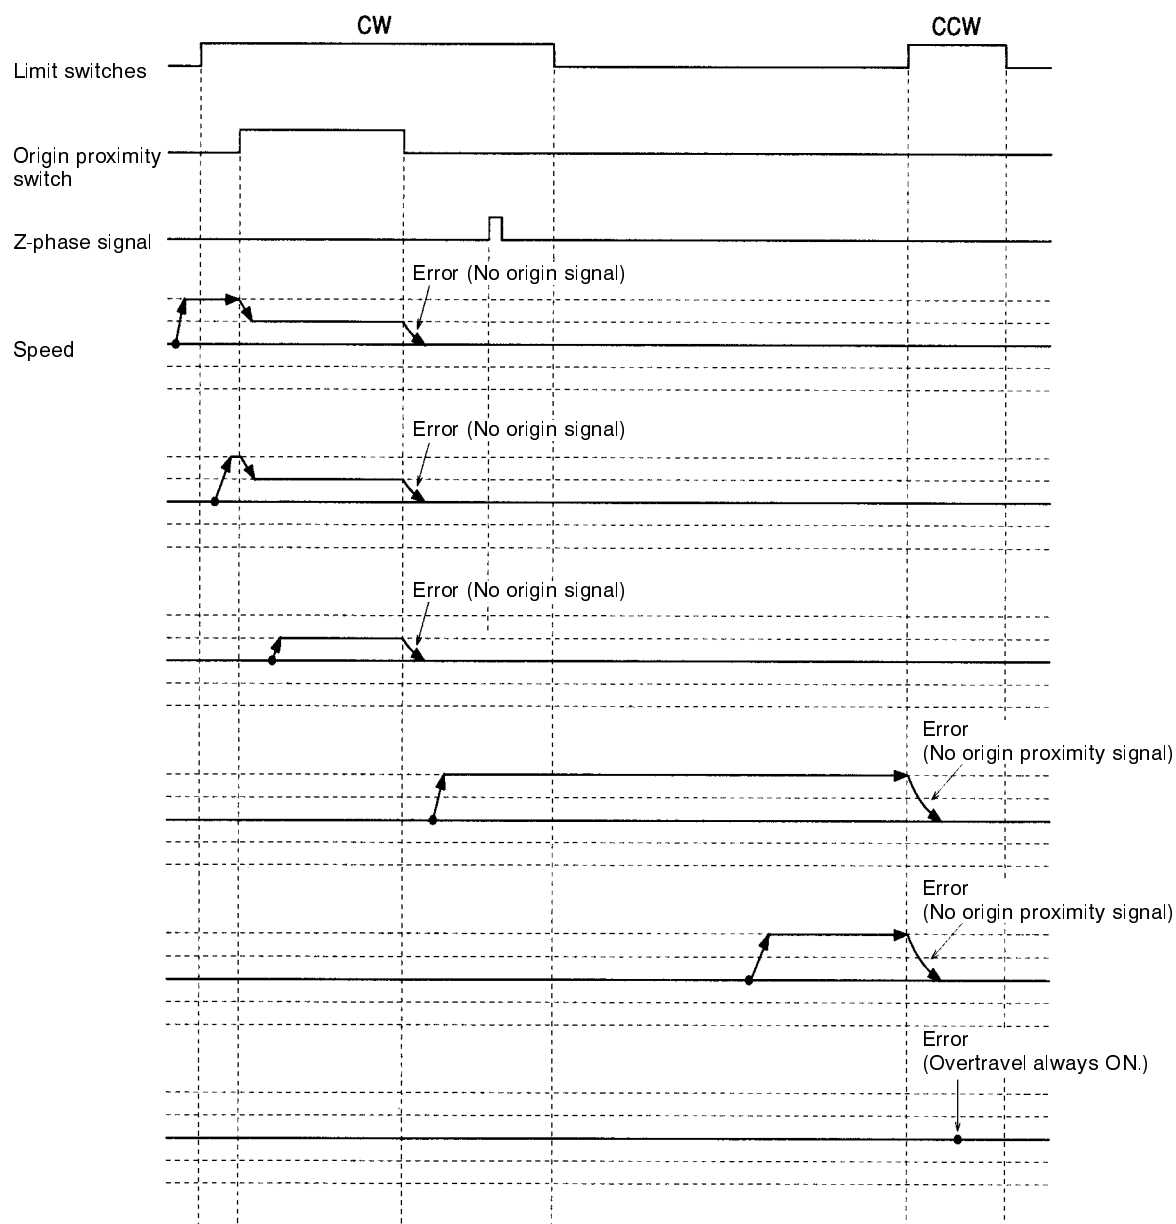 CW
CCW
Limit switches
Origin proximity
switch
Z-phase signal
Error (No origin signal)
Speed
Error (No origin signal)
Error (No origin signal)
Error
(No origin proximity signal)
Error
(No origin proximity signal)
Error
(Overtravel always ON.)